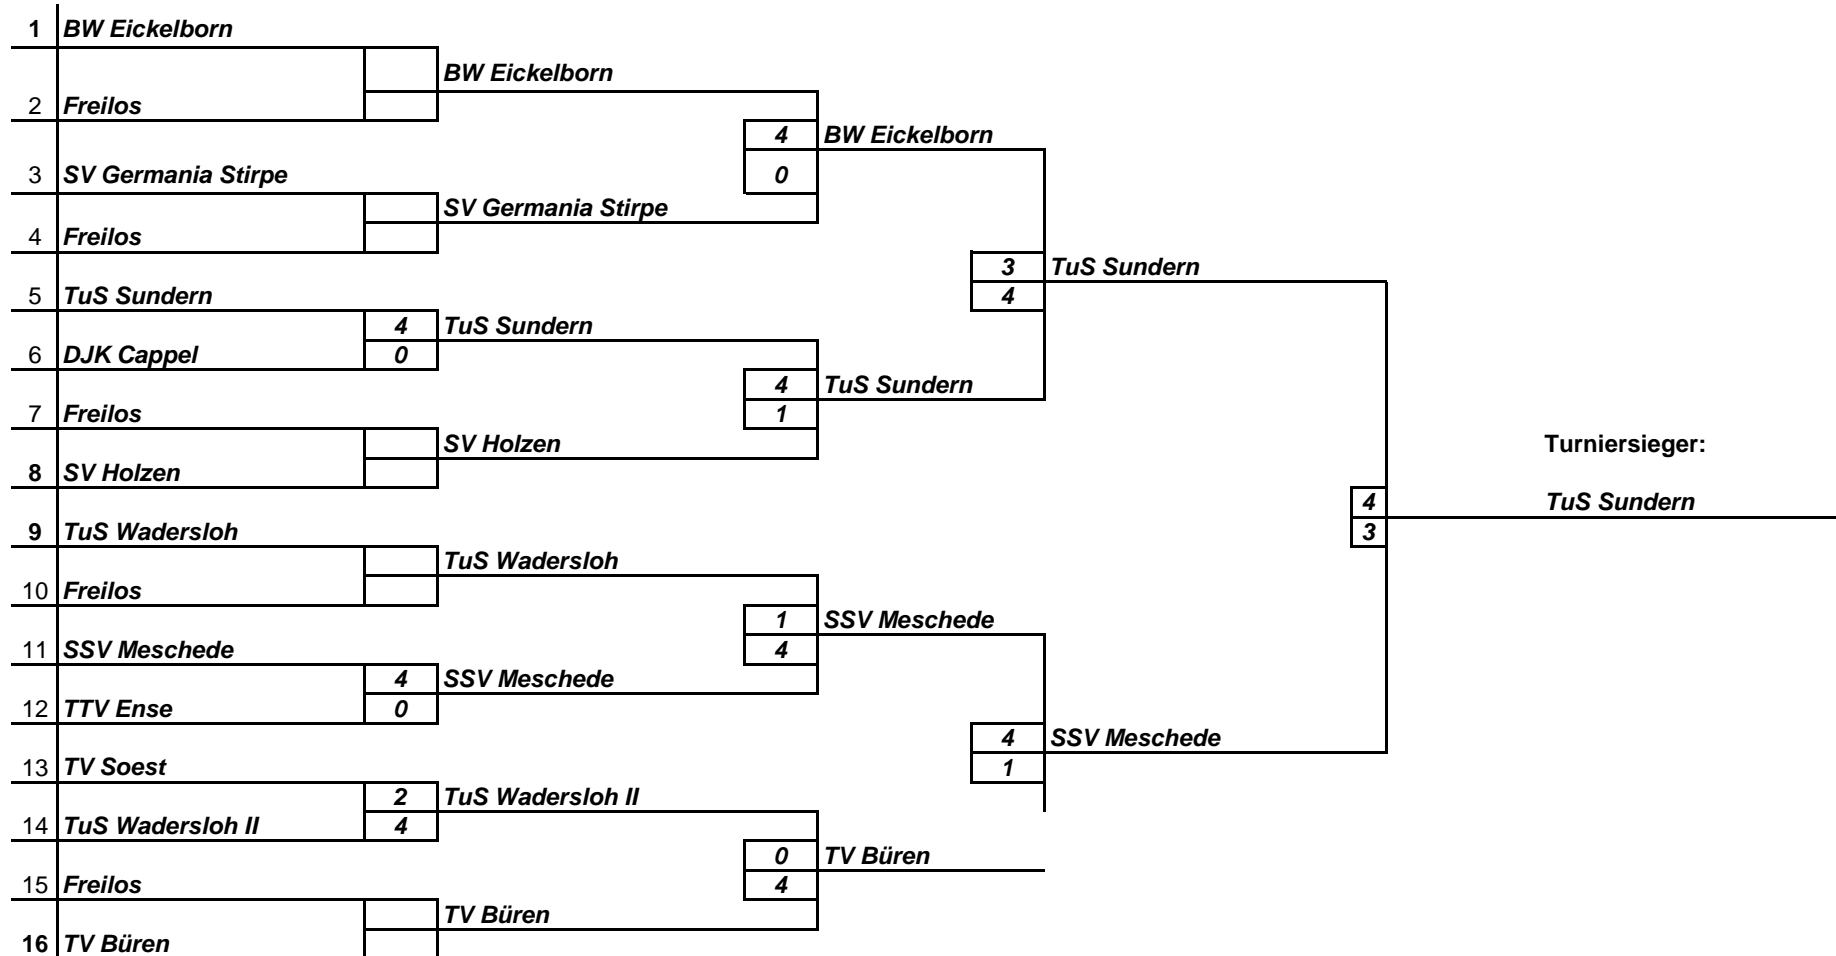 1 BW Eickelborn
BW Eickelborn
2 Freilos
4 BW Eickelborn
3 SV Germania Stirpe
0
SV Germania Stirpe
4 Freilos
3 TuS Sundern
5 TuS Sundern
4
4 TuS Sundern
6 DJK Cappel
0
4 TuS Sundern
7 Freilos
1
SV Holzen
Turniersieger:
8 SV Holzen
4 TuS Sundern
9 TuS Wadersloh
3
TuS Wadersloh
10 Freilos
1 SSV Meschede
11 SSV Meschede
4
4 SSV Meschede
12 TTV Ense
0
4 SSV Meschede
13 TV Soest
1
2 TuS Wadersloh II
14 TuS Wadersloh II
4
0 TV Büren
15 Freilos
4
TV Büren
16 TV Büren